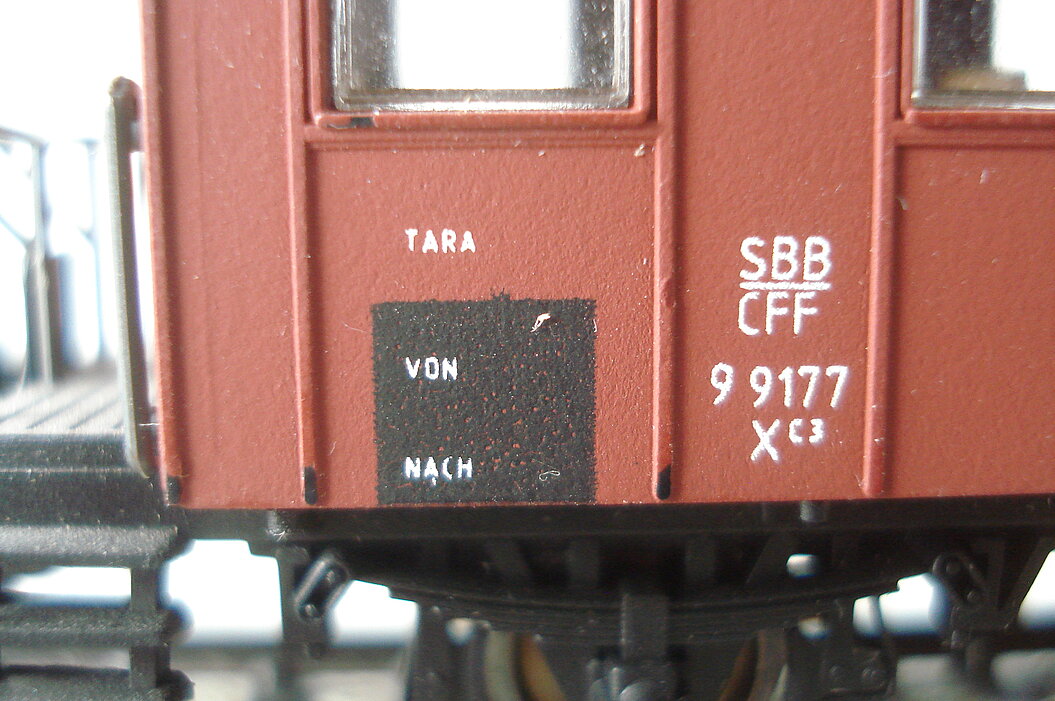 TARA
VON
NACH
SBB
CFF
9 9177
X C3